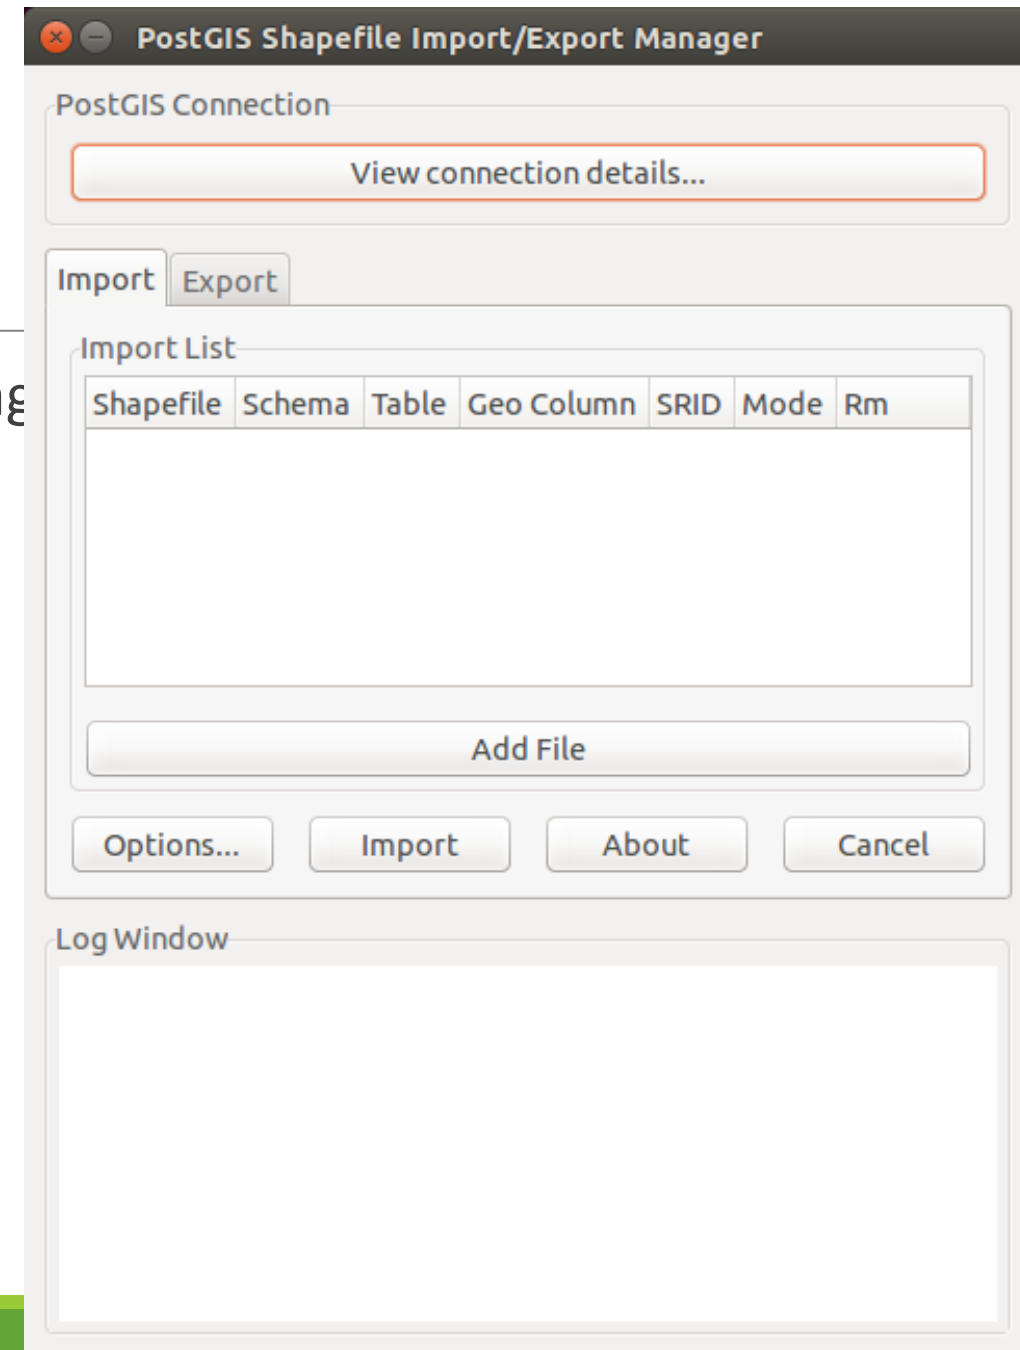 PostGIS Shapefile Import/Export Manager
PostGIS Connection
View connection details...
Import Export
Import List
Shapefile Schema Table Geo Column SRID Mode Rm
Add File
Options... Import About Cancel
Log Window